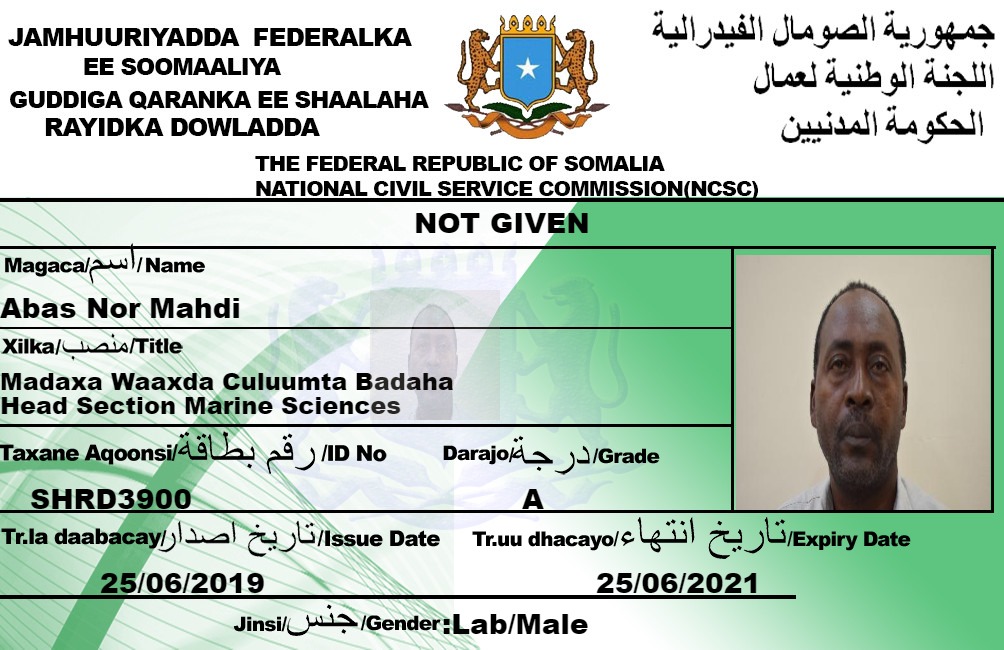 JAMHUURIYADDA FEDERALKA
EE SOOMAALIYA
GUDDIGA QARANKA EE SHAALAHA
RAYIDKA DOWLADDA
جمهورية الصومال الفيدرالية
اللجنة الوطنية لعمال
الحكومة المدنيين
THE FEDERAL REPUBLIC OF SOMALIA
NATIONAL CIVIL SERVICE COMMISSION(NCSC)
NOT GIVEN
Magaca/اسم/Name
Abas Nor Mahdi
Xilka/منصب/Title
Madaxa Waaxda Culuumta Badaha
Head Section Marine Sciences
Taxane Aqoonsi/رقم بطاقة/ID No Darajo/درجة/Grade
SHRD3900 A
Tr.la daabacay/تاريخ اصدار/Issue Date Tr.uu dhacayo/تاريخ انتهاء/Expiry Date
25/06/2019 25/06/2021
Jinsi/جنس/Gender:Lab/Male